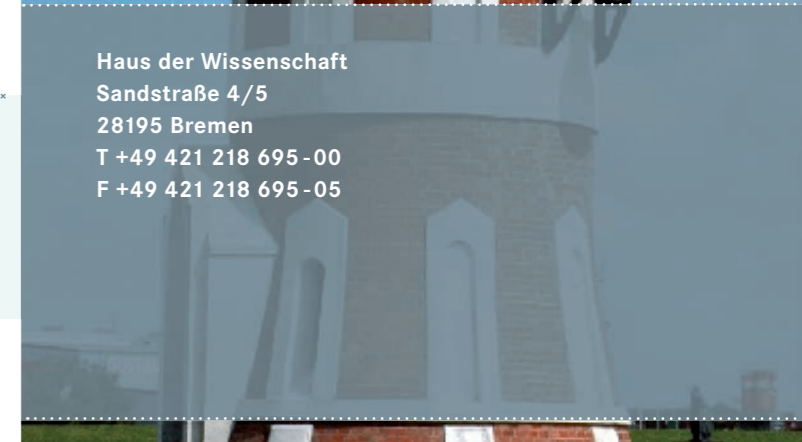 Haus der Wissenschaft
Sandstraße 4/5
28195 Bremen
T +49 421 218 695-00
F +49 421 218 695-05